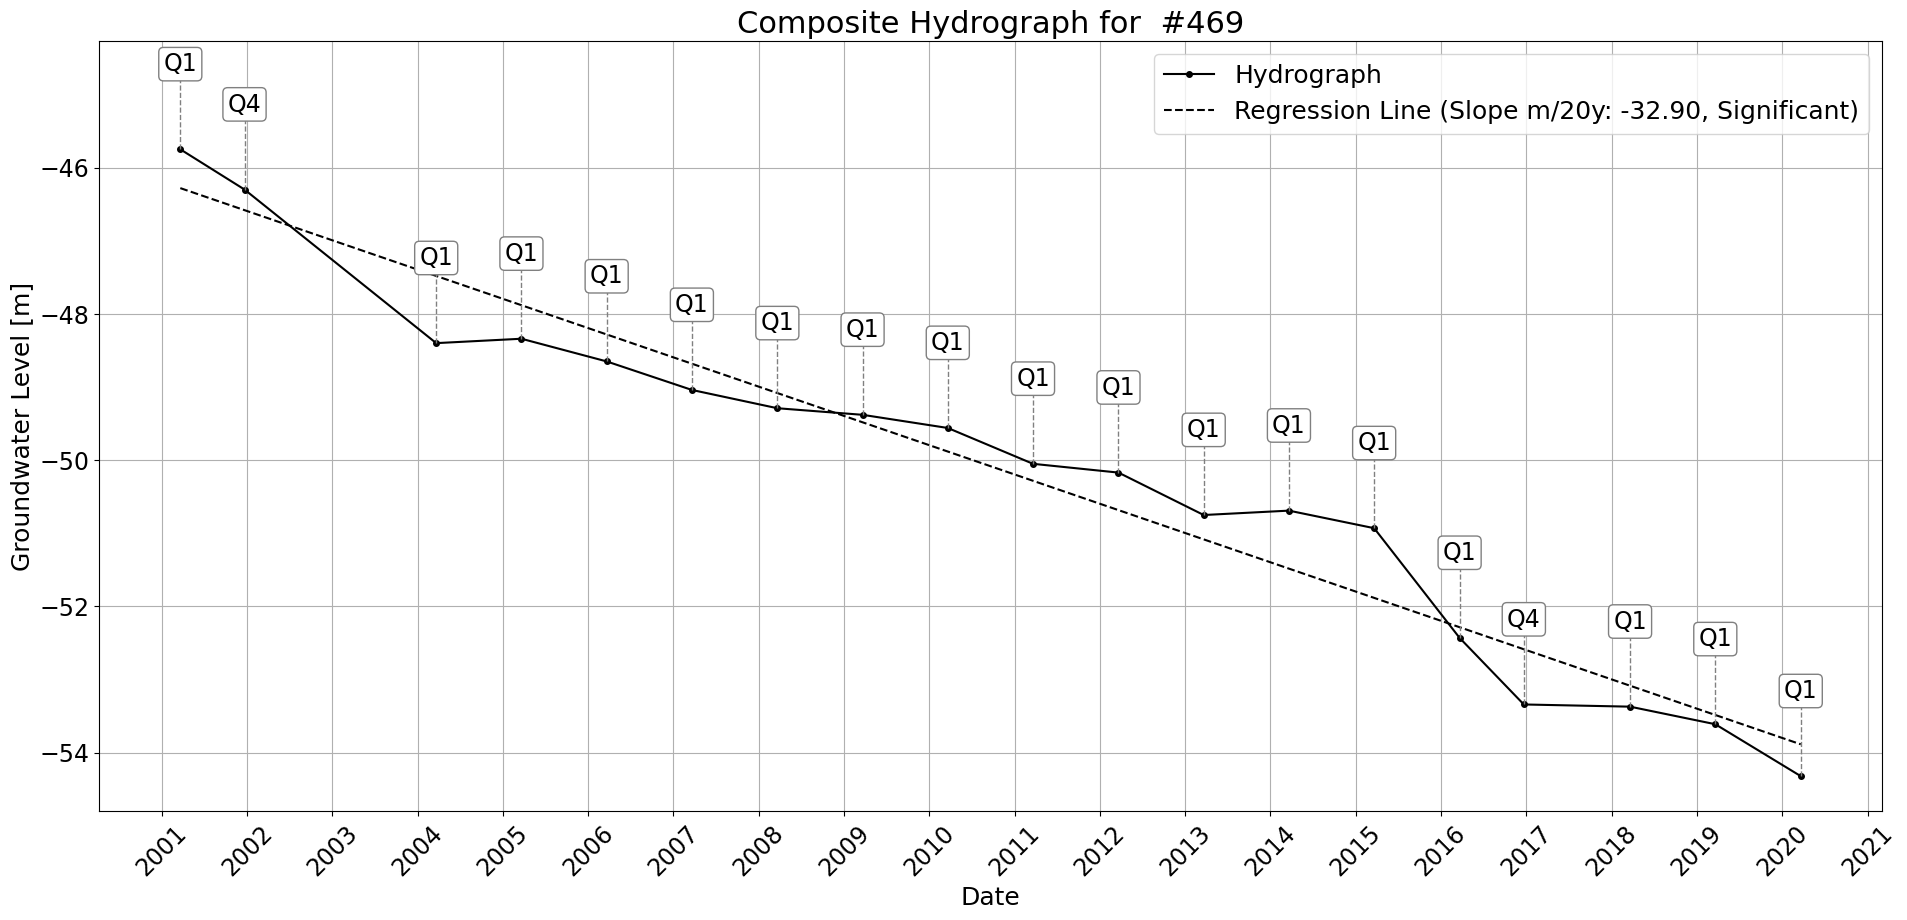 Composite Hydrograph for  #469
Hydrograph
Regression Line (Slope m/20y: -32.90, Significant)
Q1
Q4
Q1
Q1
Q1
Q1
Q1
Q1
Q1
Q1
Q1
Q1
Q1
Q1
Q1
Q4
Q1
Q1
Q1
Groundwater Level [m]
−46
−48
−50
−52
−54
2001
2002
2003
2004
2005
2006
2007
2008
2009
2010
2011
2012
2013
2014
2015
2016
2017
2018
2019
2020
2021
Date